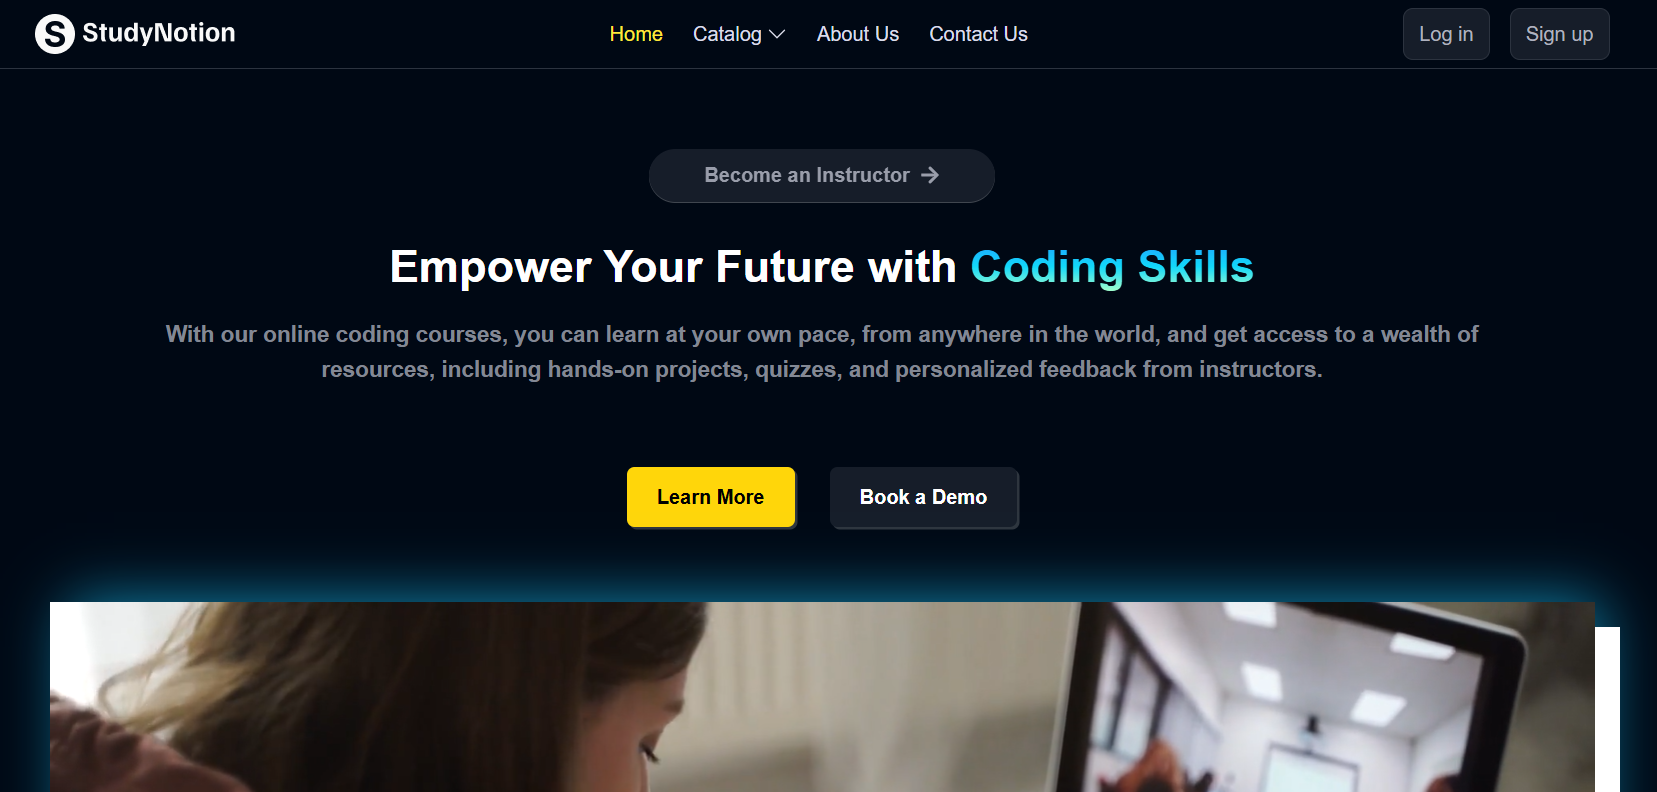 StudyNotion
Home
Catalog
About Us
Contact Us
Log in
Sign up
Become an Instructor
Empower Your Future with Coding Skills
With our online coding courses, you can learn at your own pace, from anywhere in the world, and get access to a wealth of
resources, including hands-on projects, quizzes, and personalized feedback from instructors.
Learn More
Book a Demo